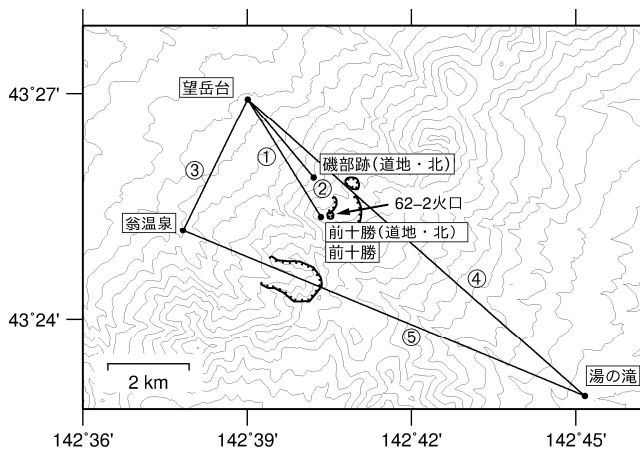 43°27'
望岳台
①
磯部跡(道地・北)
③
②
62-2火口
翁温泉
前十勝(道地・北)
前十勝
④
43°24'
⑤
2 km
湯の滝
142°36'
142°39'
142°42'
142°45'